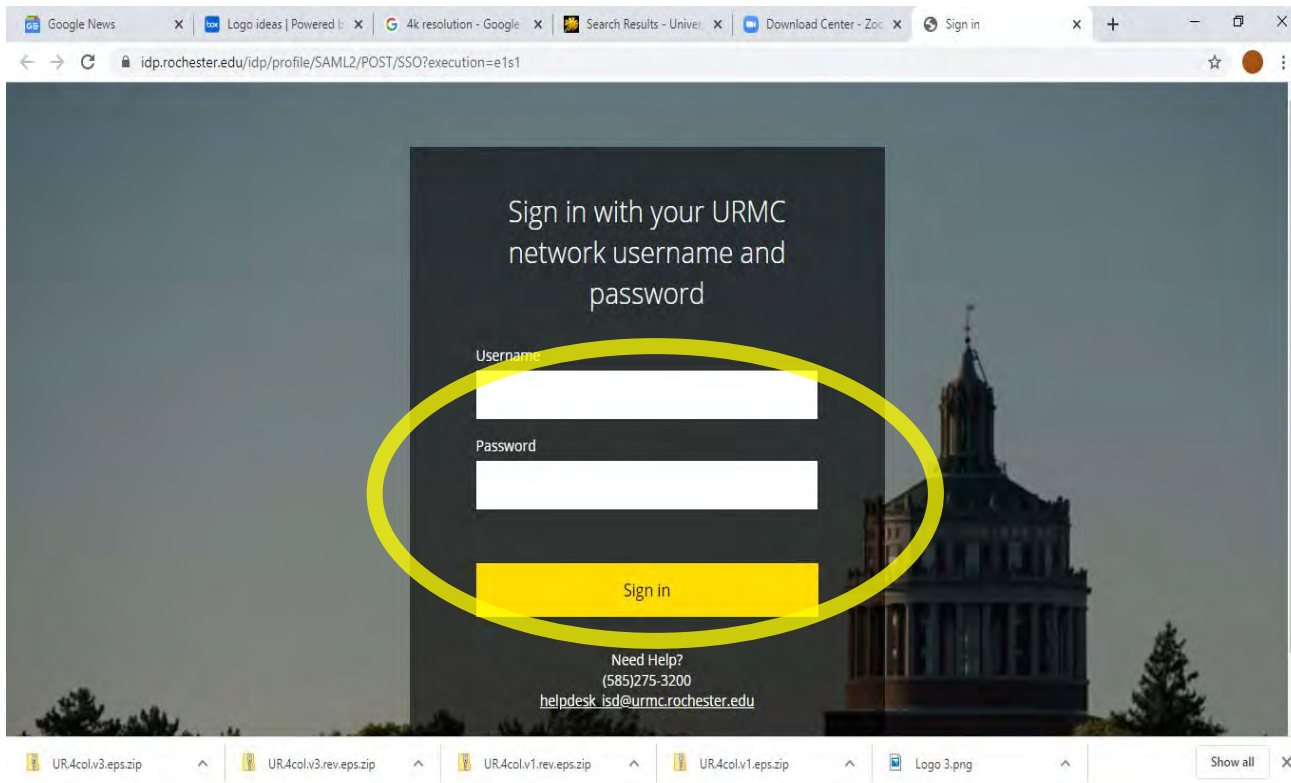 Google News
Logo ideas | Powered b
4k resolution - Google
Search Results - Univer
Download Center - Zoo
Sign in
idp.rochester.edu/idp/profile/SAML2/POST/SSO?execution=e1s1
Sign in with your URMC
network username and
password
Username
Password
Sign in
Need Help?
(585)275-3200
helpdesk_isd@urmc.rochester.edu
UR.4col.v3.eps.zip
UR.4col.v3.rev.eps.zip
UR.4col.v1.rev.eps.zip
UR.4col.v1.eps.zip
Logo 3.png
Show all